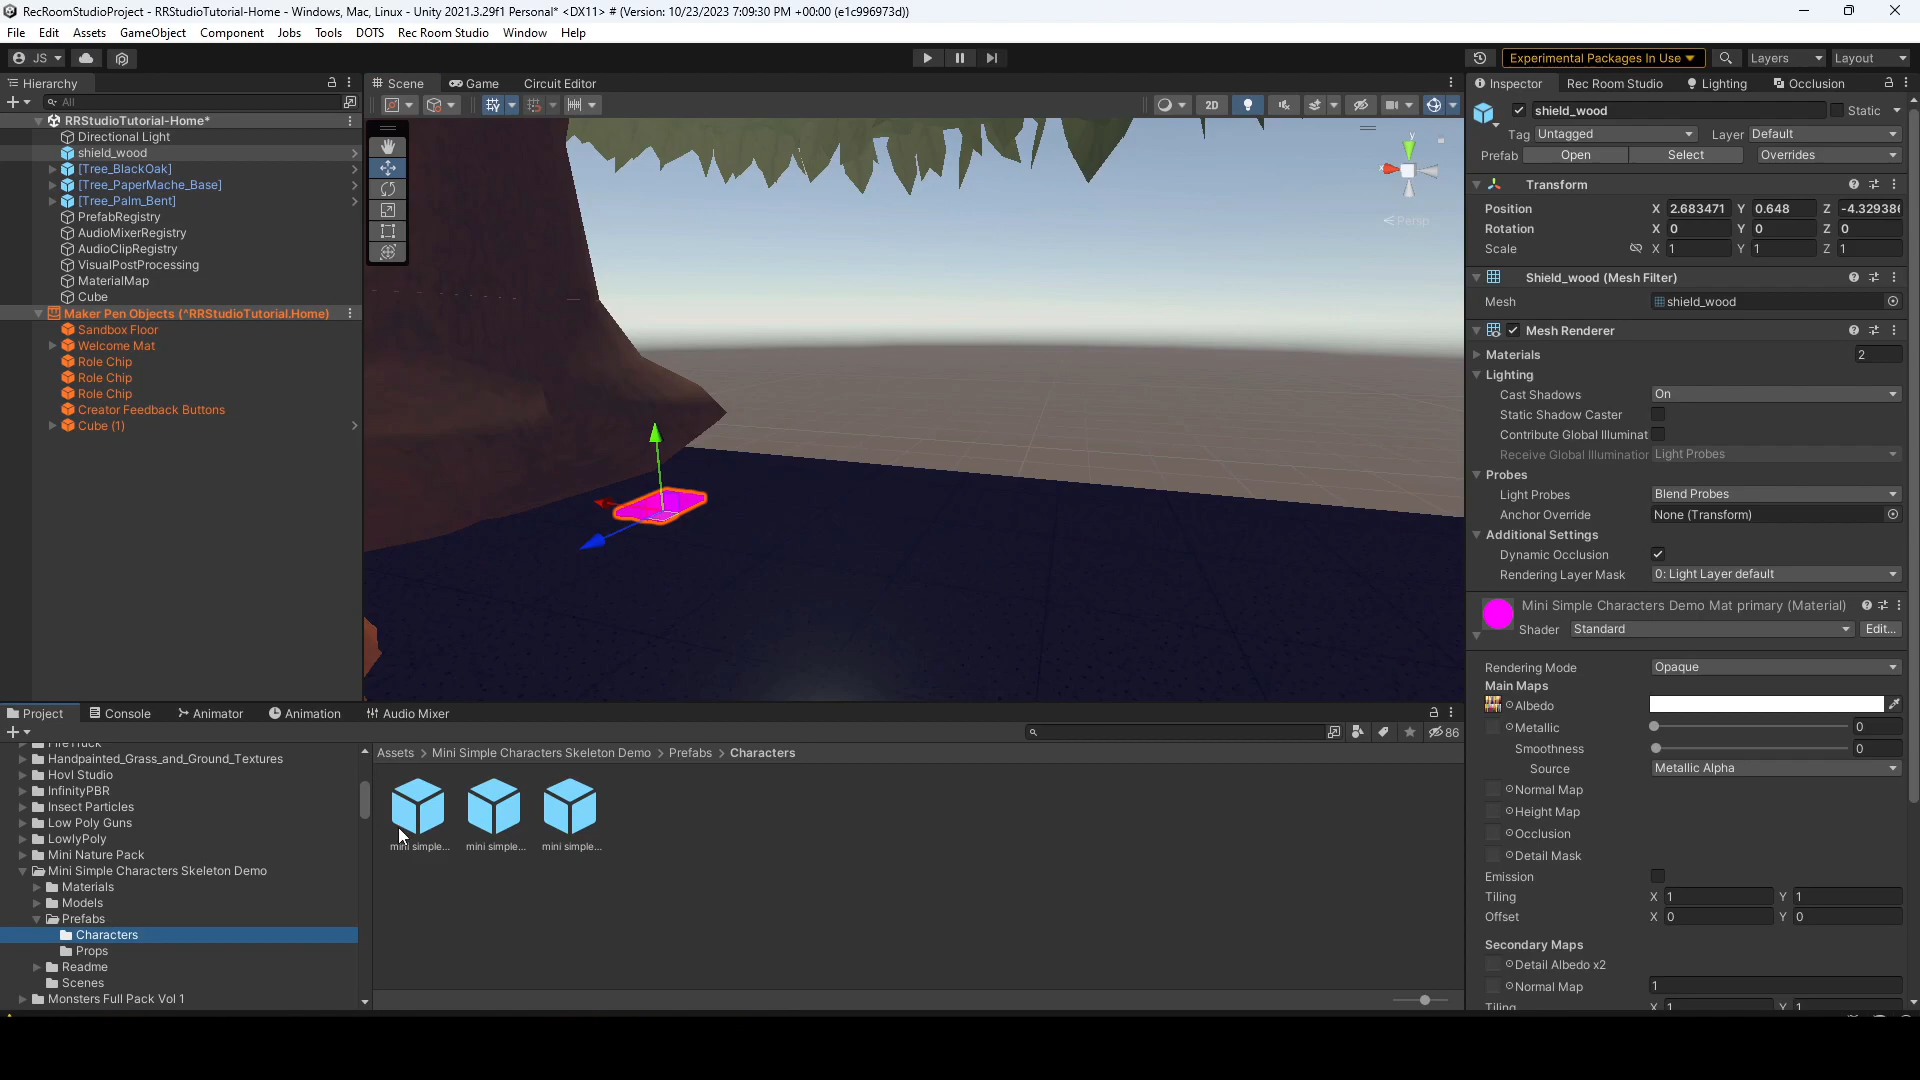 RecRoomStudioProject - RRStudioTutorial-Home - Windows, Mac, Linux - Unity 2021.3.29f1 Personal* <DX11> # (Version: 10/23/2023 7:09:30 PM +00:00 (e1c996973d))
File Edit Assets GameObject Component Jobs Tools DOTS Rec Room Studio Window Help
JS Experimental Packages In Use Layers Layout
Hierarchy Scene Game Circuit Editor Inspector Rec Room Studio Lighting Occlusion
All 2D
shield_wood Static
RRStudioTutorial-Home*
Tag Untagged Layer Default
Directional Light
shield_wood
Prefab Open Select Overrides
[Tree_BlackOak]
[Tree_PaperMache_Base]
Transform
[Tree_Palm_Bent]
Position X 2.683471 Y 0.648 Z -4.329386
PrefabRegistry
Rotation X 0 Y 0 Z 0
AudioMixerRegistry
Scale X 1 Y 1 Z 1
AudioClipRegistry
VisualPostProcessing
Shield_wood (Mesh Filter)
MaterialMap
Mesh shield_wood
Cube
y
Persp
Maker Pen Objects (^RRStudioTutorial.Home)
Mesh Renderer
Sandbox Floor
Welcome Mat
Materials 2
Role Chip
Lighting
Role Chip
Cast Shadows On
Role Chip
Static Shadow Caster
Creator Feedback Buttons
Contribute Global Illuminat
Cube (1)
Receive Global Illumination Light Probes
Probes
Light Probes Blend Probes
Anchor Override None (Transform)
Additional Settings
Dynamic Occlusion
Rendering Layer Mask 0: Light Layer default
Mini Simple Characters Demo Mat primary (Material)
Shader Standard Edit...
Rendering Mode Opaque
Main Maps
Albedo
Metallic 0
Smoothness 0
Source Metallic Alpha
Normal Map
Height Map
Occlusion
Detail Mask
Emission
Tiling X 1 Y 1
Offset X 0 Y 0
Secondary Maps
Detail Albedo x2
Normal Map 1
Tiling X 1 Y 1
Project Console Animator Animation Audio Mixer
86
FireTruck
Handpainted_Grass_and_Ground_Textures
Hovl Studio
InfinityPBR
Insect Particles
Low Poly Guns
LowlyPoly
Mini Nature Pack
Mini Simple Characters Skeleton Demo
Materials
Models
Prefabs
Characters
Props
Readme
Scenes
Monsters Full Pack Vol 1
Assets > Mini Simple Characters Skeleton Demo > Prefabs > Characters
mini simple... mini simple... mini simple...